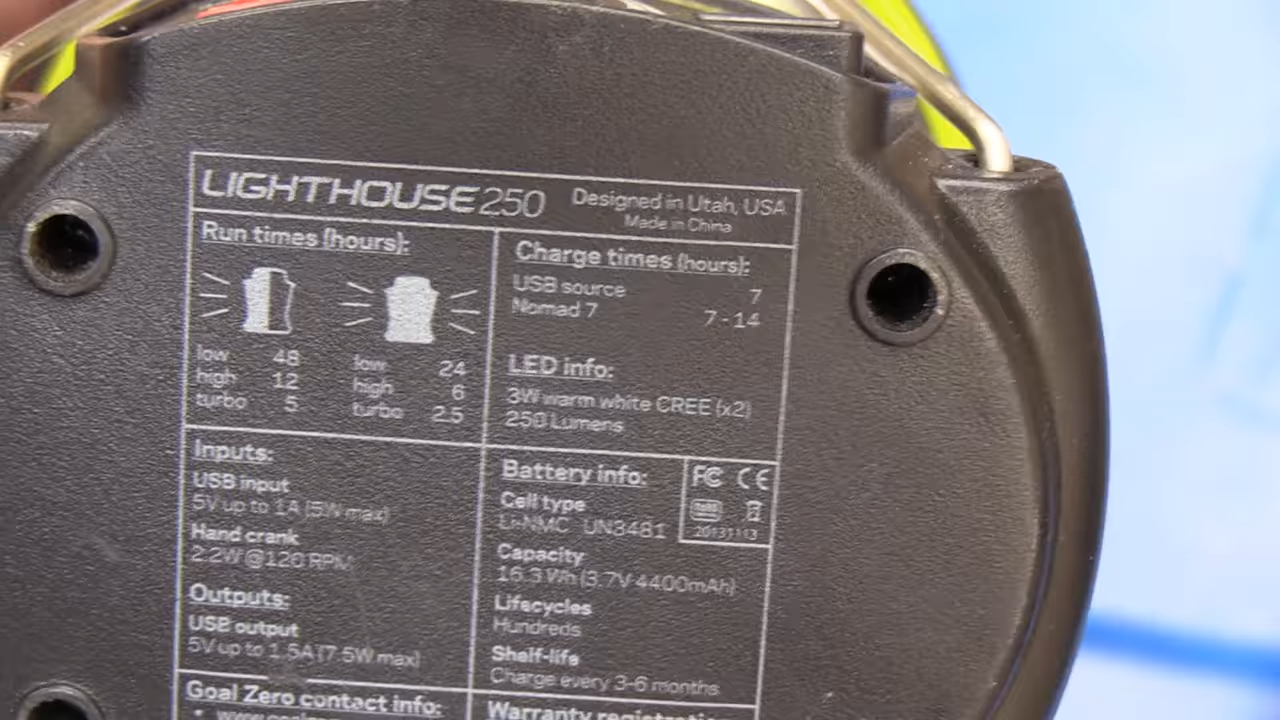 LIGHTHOUSE250
Designed in Utah, USA
Made in China
Run times (hours):
low 48
high 12
turbo 5
low 24
high 6
turbo 2.5
Charge times (hours):
USB source 7
Nomad 7 7-14
LED info:
3W warm white CREE (x2)
250 Lumens
Inputs:
USB input
5V up to 1A (5W max)
Hand crank
2.2W @120 RPM
Outputs:
USB output
5V up to 1.5A (7.5W max)
Battery info:
Cell type
Li-NMC UN3481
Capacity
16.3 Wh (3.7V 4400mAh)
Lifecycles
Hundreds
Shelf-life
Charge every 3-6 months
FC CE
20131113
Goal Zero contact info:
Warranty registration